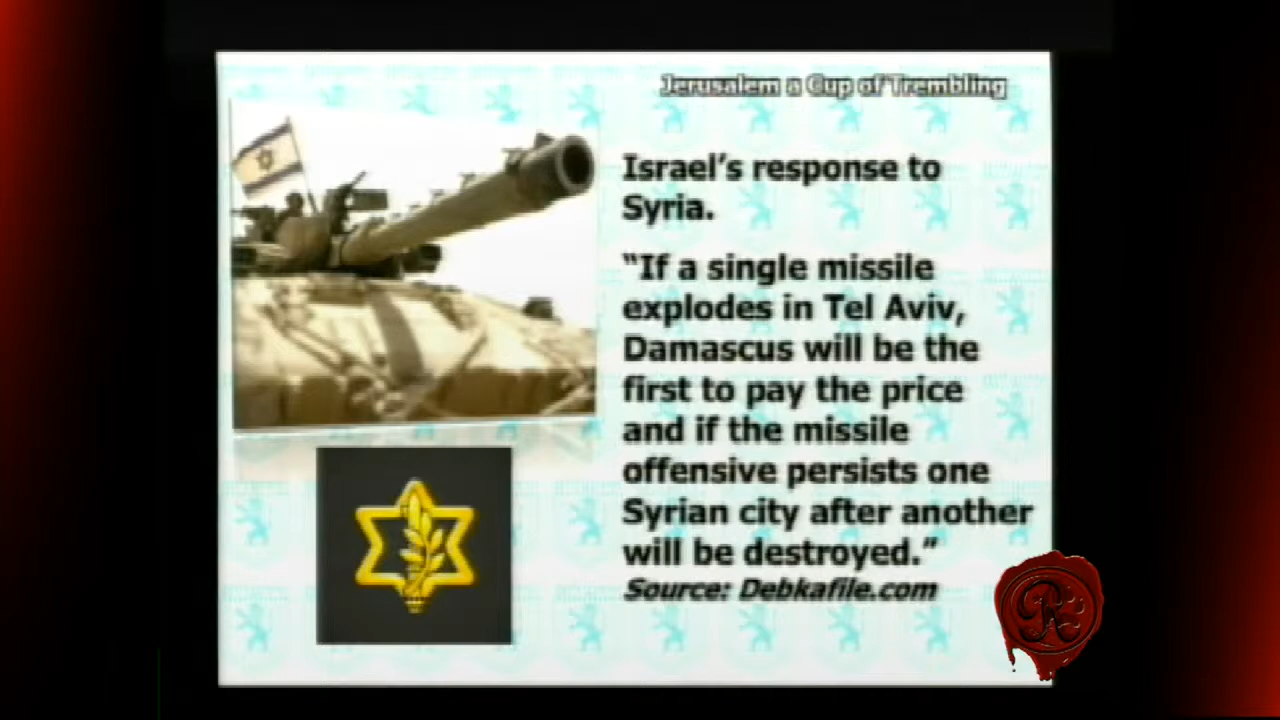 Jerusalem a Cup of Trembling
Israel's response to
Syria.
“If a single missile
explodes in Tel Aviv,
Damascus will be the
first to pay the price
and if the missile
offensive persists one
Syrian city after another
will be destroyed.”
Source: Debkafile.com
R